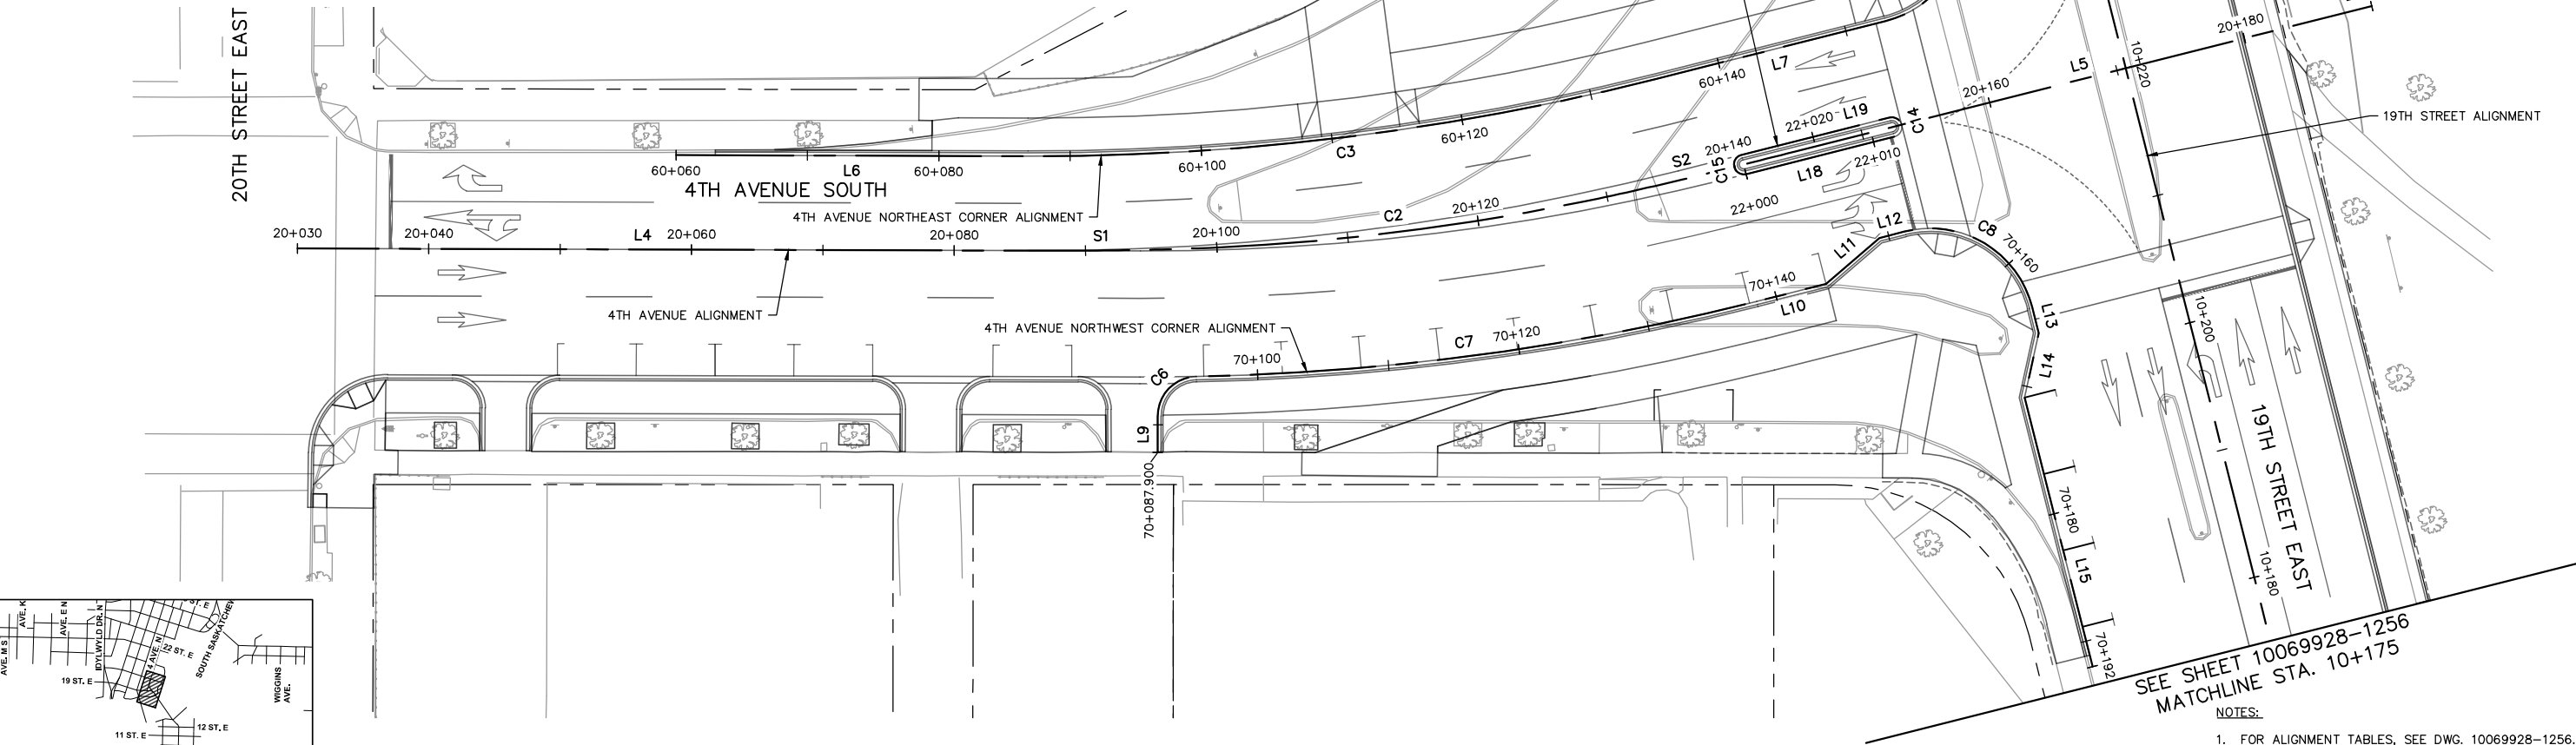 20TH STREET EAST
4TH AVENUE SOUTH
20+180
10+220
L5
20+160
19TH STREET ALIGNMENT
L7
60+140
L19
22+020
C14
60+120
C3
20+140
S2
C15
22+010
L18
60+100
60+060
L6
60+080
4TH AVENUE NORTHEAST CORNER ALIGNMENT
22+000
20+120
C2
L12
C8
70+160
L11
20+030
20+040
L4
20+060
20+080
S1
20+100
70+140
L10
L13
10+200
4TH AVENUE ALIGNMENT
4TH AVENUE NORTHWEST CORNER ALIGNMENT
C7
70+120
70+100
C6
L14
L9
70+087.900
19TH STREET EAST
70+180
L15
10+180
70+192
SEE SHEET 10069928-1256
MATCHLINE STA. 10+175
NOTES:
1. FOR ALIGNMENT TABLES, SEE DWG. 10069928-1256.
AVE. M S
AVE. K
AVE. E N
IDYLWYLD DR. N
4 AVE. N
22 ST. E
SOUTH SASKATCHEW
19 ST. E
WIGGINS
AVE.
12 ST. E
11 ST. E